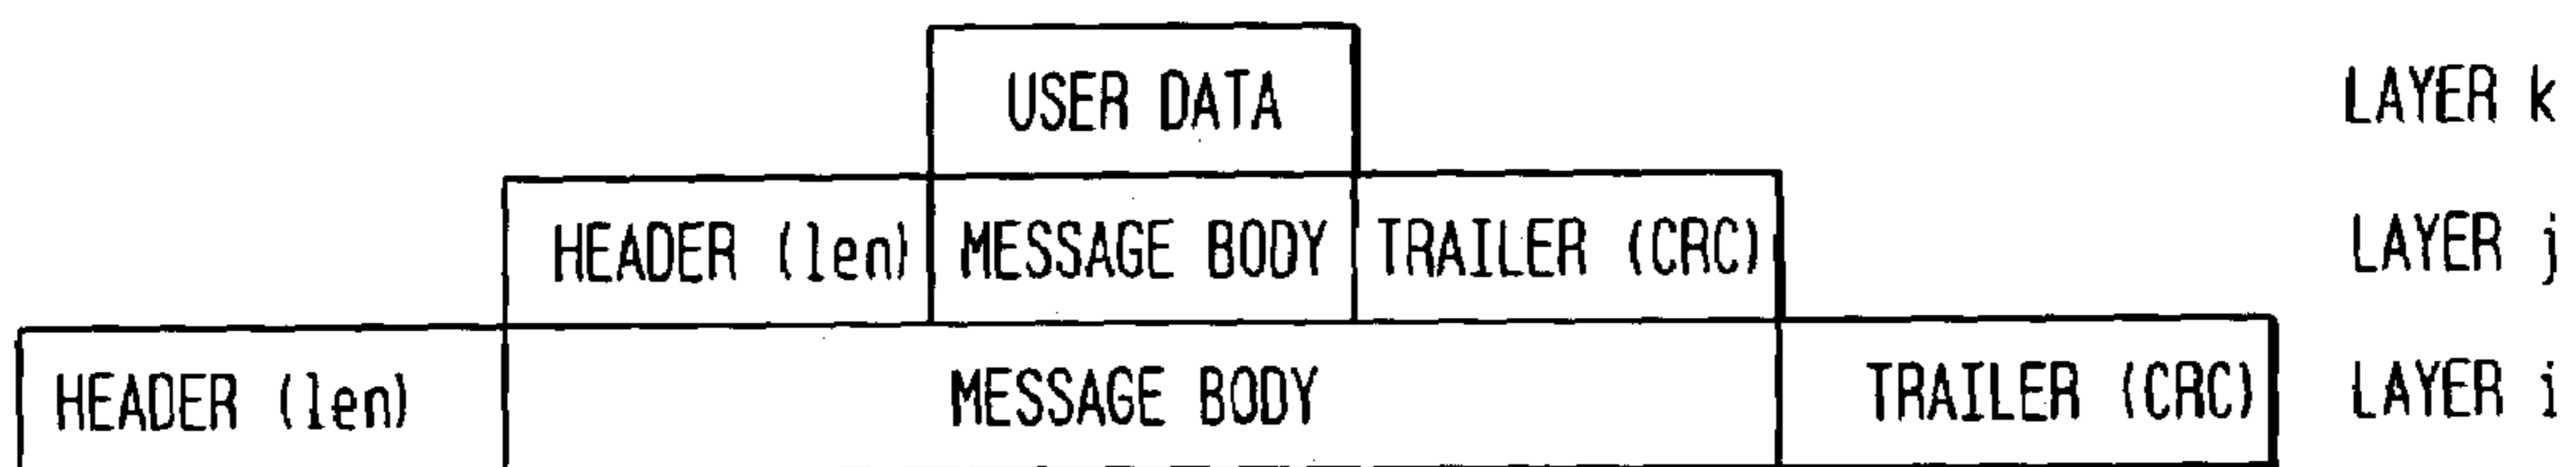 USER DATA LAYER k
HEADER (len) MESSAGE BODY TRAILER (CRC) LAYER j
HEADER (len) MESSAGE BODY TRAILER (CRC) LAYER i